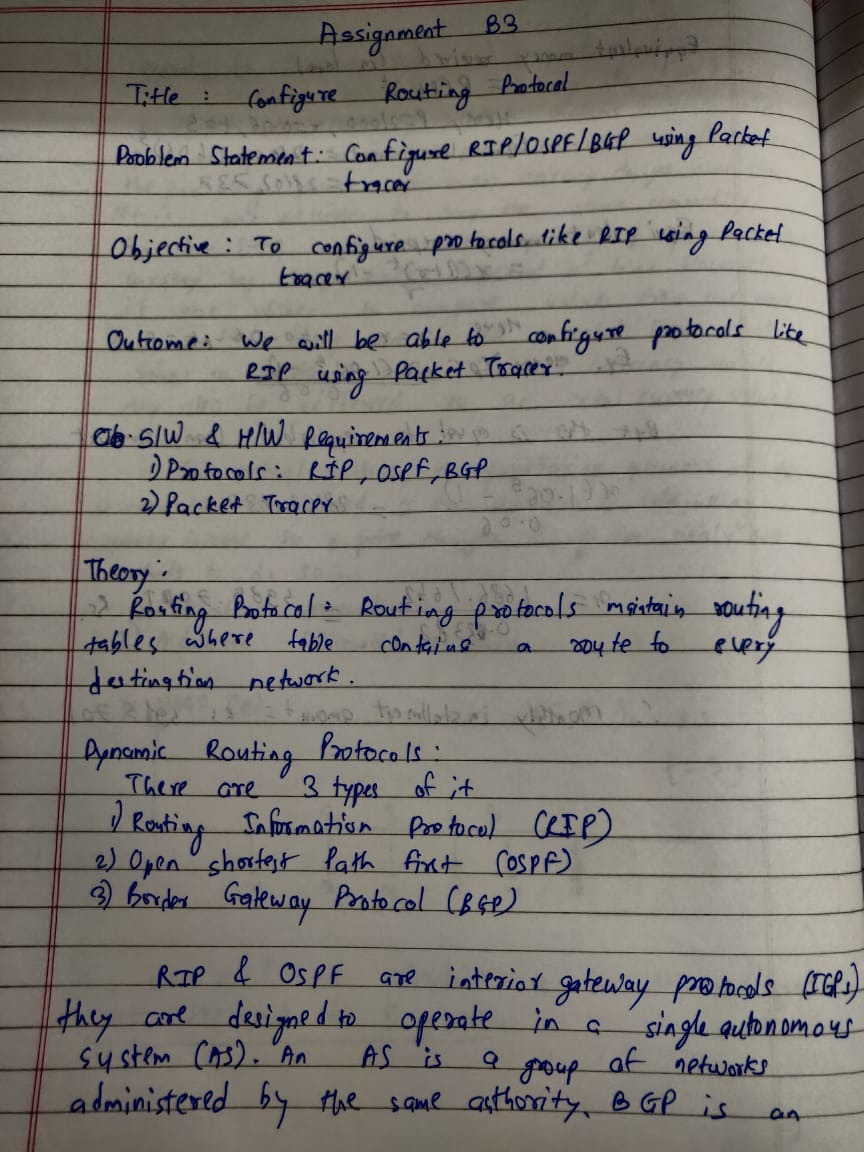 Assignment B3
Title : Configure Routing Protocol
Problem Statement: Configure RIP/OSPF/BGP using Packet
tracer
Objective : To configure protocols like RIP using Packet
tracer
Outcome: We will be able to configure protocols like
RIP using Packet Tracer.
S/W & H/W Requirements:
1) Protocols: RIP, OSPF, BGP
2) Packet Tracer
Theory:
Routing Protocol: Routing protocols maintain routing
tables where table contains a route to every
destination network.
Dynamic Routing Protocols:
There are 3 types of it
1) Routing Information Protocol (RIP)
2) Open shortest Path first (OSPF)
3) Border Gateway Protocol (BGP)
RIP & OSPF are interior gateway protocols (IGPs)
they are designed to operate in a single autonomous
system (AS). An AS is a group of networks
administered by the same authority. BGP is an